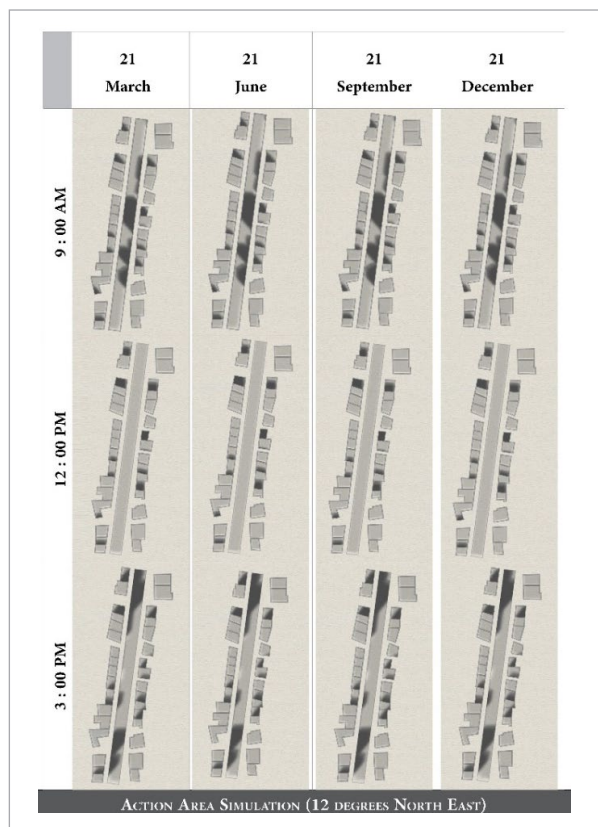 21 March
21 June
21 September
21 December
9 : 00 AM
12 : 00 PM
3 : 00 PM
ACTION AREA SIMULATION (12 DEGREES NORTH EAST)